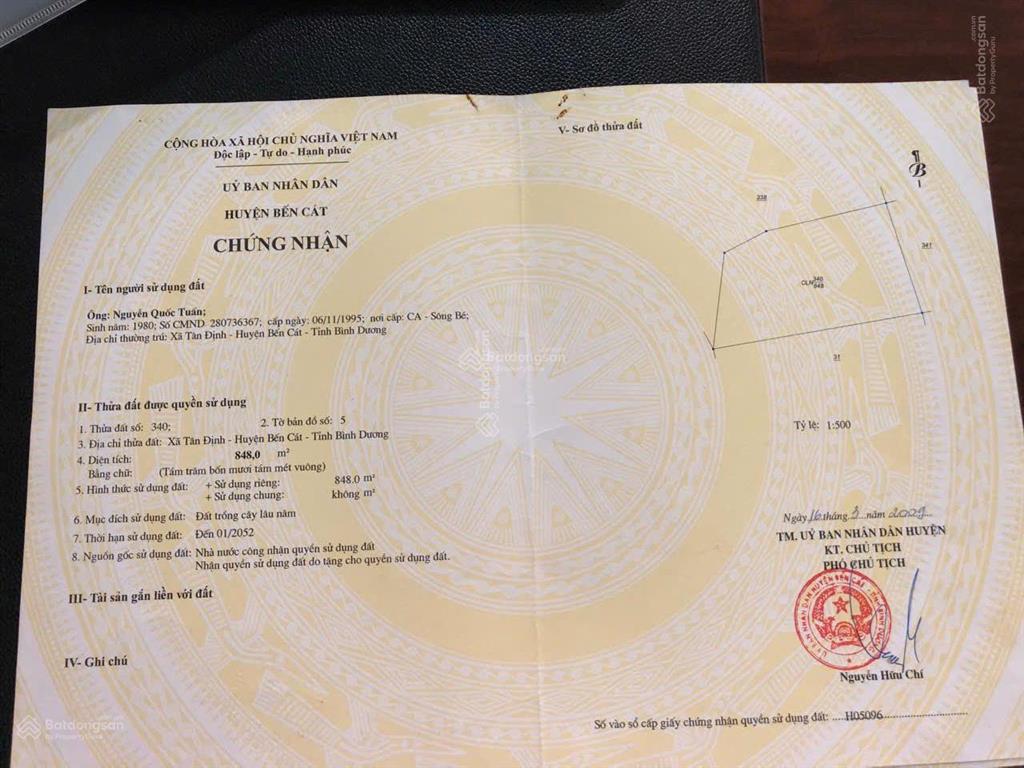 CỘNG HÒA XÃ HỘI CHỦ NGHĨA VIỆT NAM
Độc lập - Tự do - Hạnh phúc
UỶ BAN NHÂN DÂN
HUYỆN BẾN CÁT
CHỨNG NHẬN
I- Tên người sử dụng đất
Ông: Nguyễn Quốc Tuấn;
Sinh năm: 1980; Số CMND 280736367; cấp ngày: 06/11/1995; nơi cấp: CA - Sông Bé;
Địa chỉ thường trú: Xã Tân Định - Huyện Bến Cát - Tỉnh Bình Dương
II- Thửa đất được quyền sử dụng
1. Thửa đất số: 340; 2. Tờ bản đồ số: 5
3. Địa chỉ thửa đất: Xã Tân Định - Huyện Bến Cát - Tỉnh Bình Dương
4. Diện tích: 848,0 m²
Bằng chữ: (Tám trăm bốn mươi tám mét vuông)
5. Hình thức sử dụng đất: + Sử dụng riêng: 848.0 m²
+ Sử dụng chung: không m²
6. Mục đích sử dụng đất: Đất trồng cây lâu năm
7. Thời hạn sử dụng đất: Đến 01/2052
8. Nguồn gốc sử dụng đất: Nhà nước công nhận quyền sử dụng đất
Nhận quyền sử dụng đất do tặng cho quyền sử dụng đất.
III- Tài sản gắn liền với đất
IV- Ghi chú
V- Sơ đồ thửa đất
B
338
341
CLN 340
848
31
Tỷ lệ: 1:500
Ngày 16 tháng 3 năm 2009
TM. UỶ BAN NHÂN DÂN HUYỆN
KT. CHỦ TỊCH
PHÓ CHỦ TỊCH
Nguyễn Hữu Chí
Số vào sổ cấp giấy chứng nhận quyền sử dụng đất: H05096
Batdongsan
by PropertyGuru
Batdongsan.com.vn
by PropertyGuru
Batdongsan
by PropertyGuru
Batdongsan